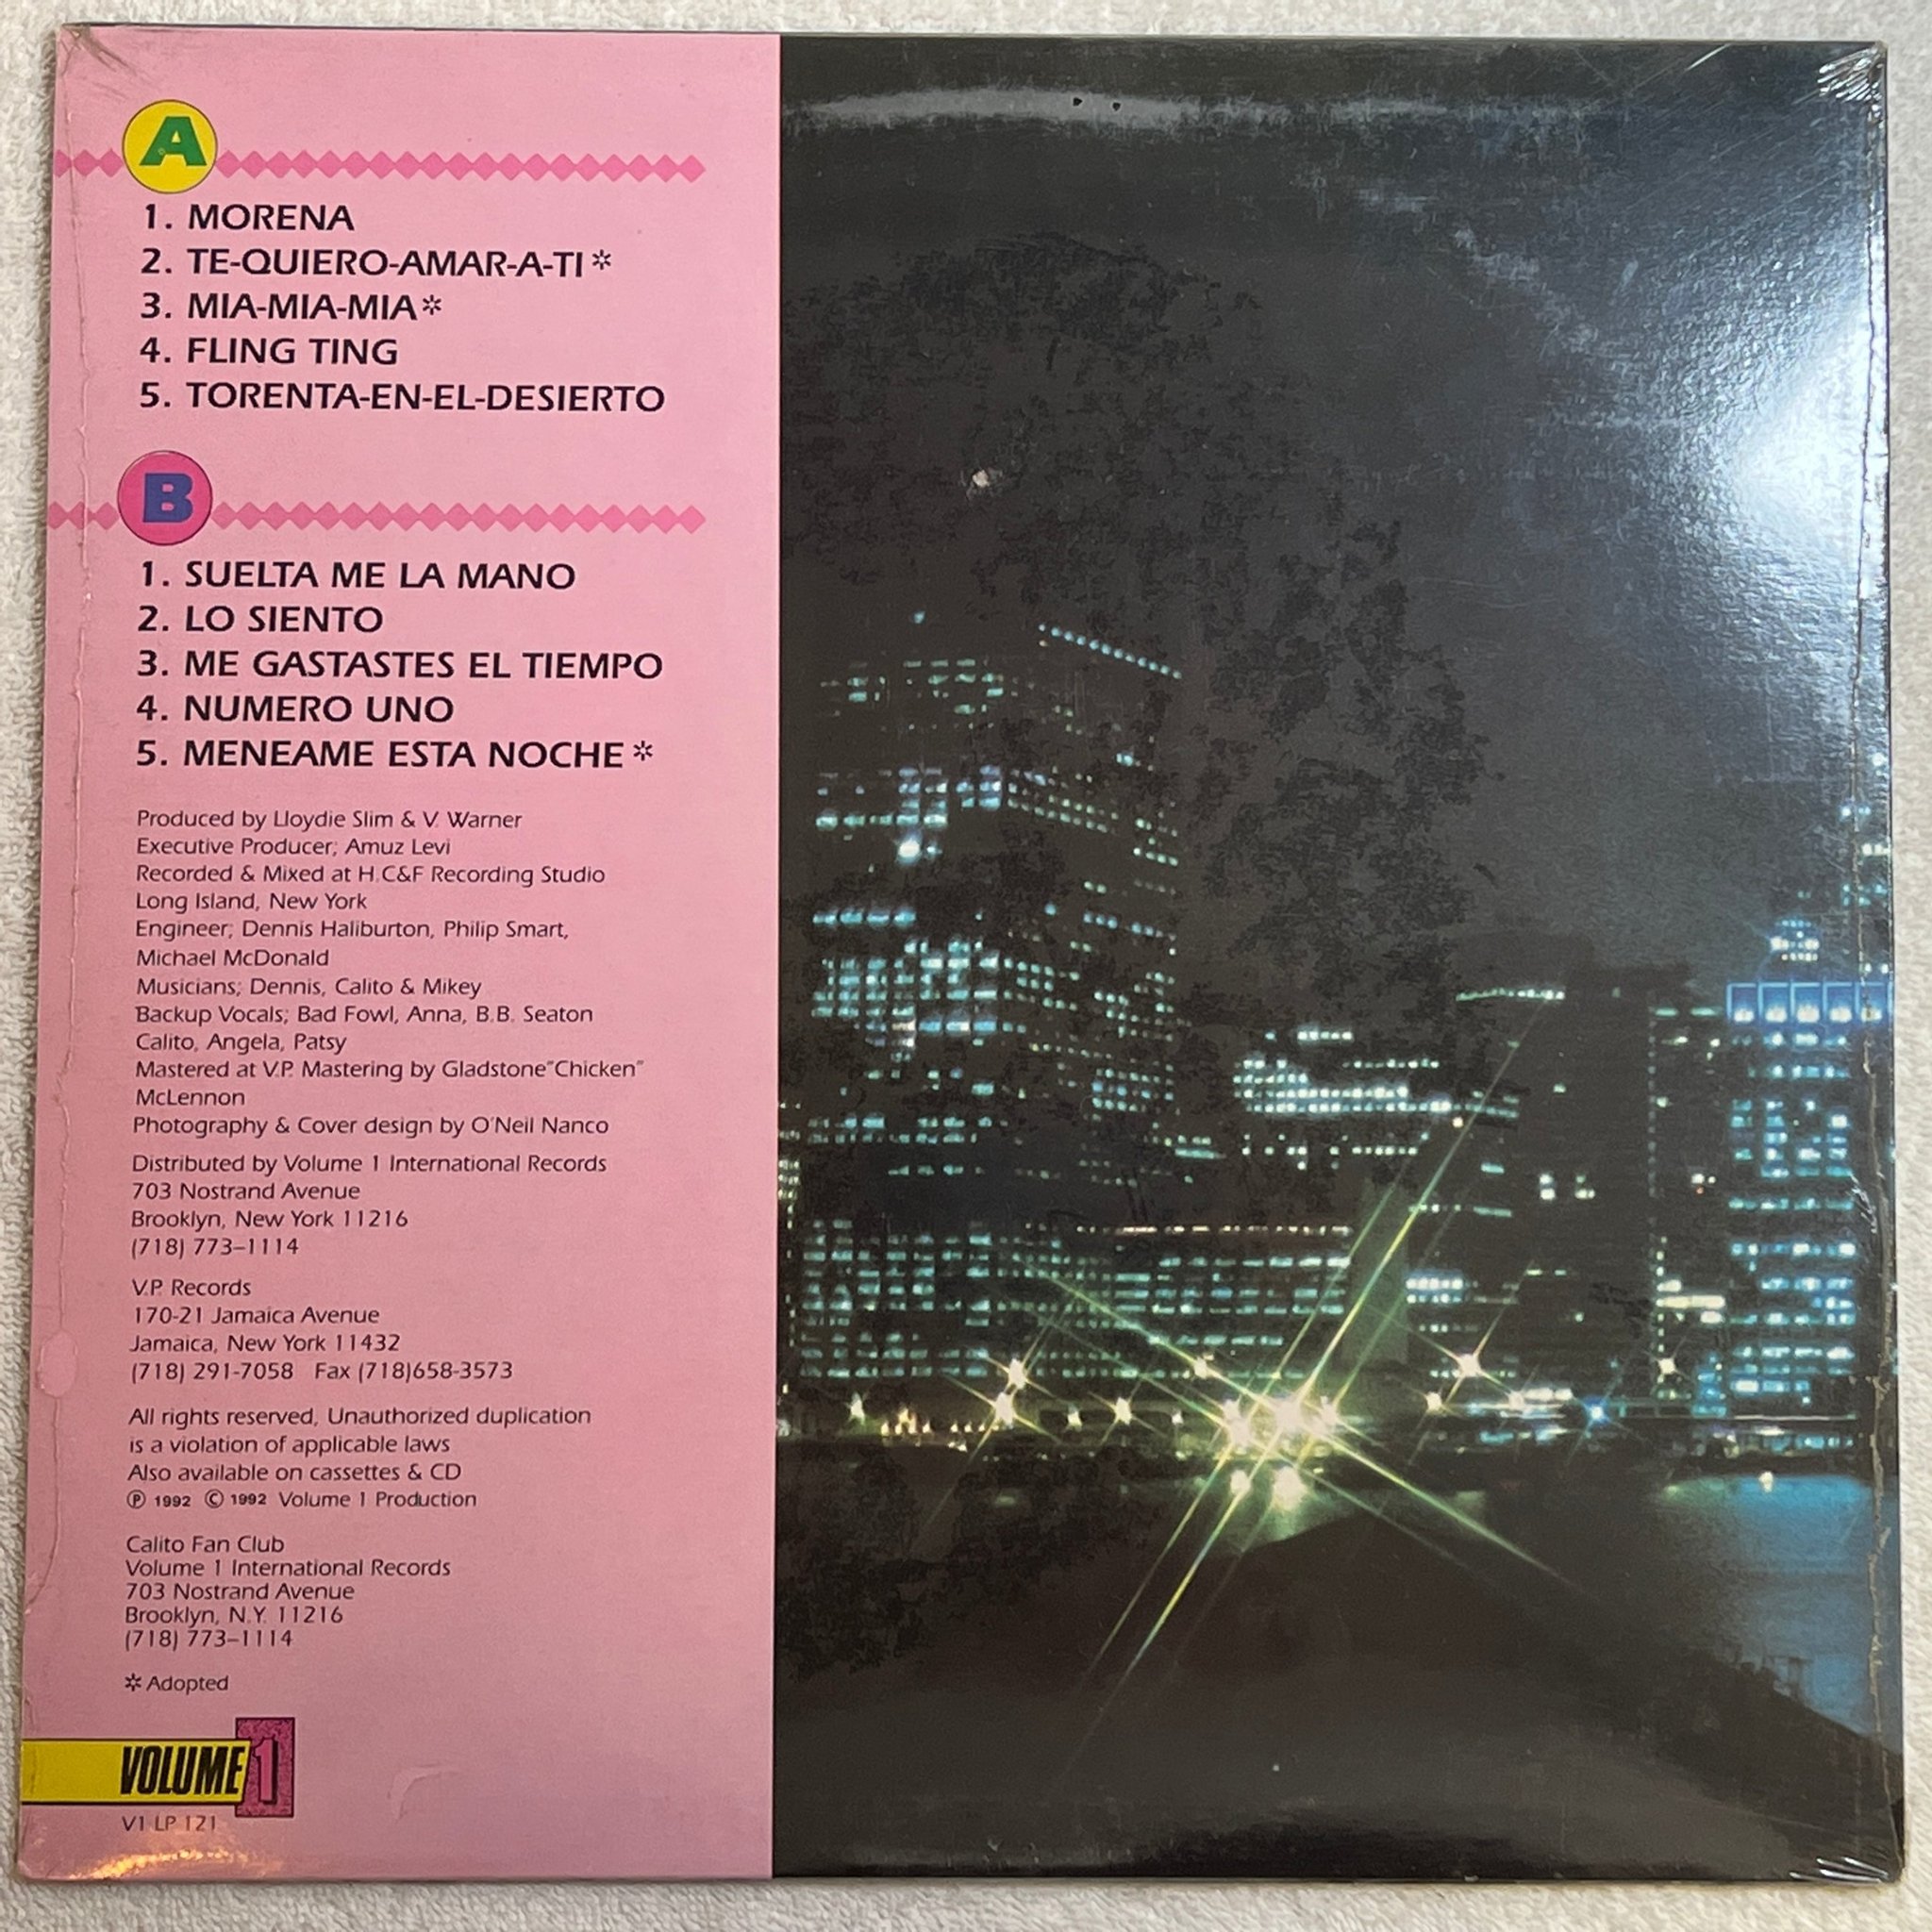 A
1. MORENA
2. TE-QUIERO-AMAR-A-TI*
3. MIA-MIA-MIA*
4. FLING TING
5. TORENTA-EN-EL-DESIERTO
B
1. SUELTA ME LA MANO
2. LO SIENTO
3. ME GASTASTES EL TIEMPO
4. NUMERO UNO
5. MENEAME ESTA NOCHE*
Produced by Lloydie Slim & V. Warner
Executive Producer; Amuz Levi
Recorded & Mixed at H.C&F Recording Studio
Long Island, New York
Engineer; Dennis Haliburton, Philip Smart,
Michael McDonald
Musicians; Dennis, Calito & Mikey
Backup Vocals; Bad Fowl, Anna, B.B. Seaton
Calito, Angela, Patsy
Mastered at V.P. Mastering by Gladstone"Chicken"
McLennon
Photography & Cover design by O'Neil Nanco
Distributed by Volume 1 International Records
703 Nostrand Avenue
Brooklyn, New York 11216
(718) 773–1114
V.P. Records
170-21 Jamaica Avenue
Jamaica, New York 11432
(718) 291-7058 Fax (718)658-3573
All rights reserved, Unauthorized duplication
is a violation of applicable laws
Also available on cassettes & CD
℗ 1992 © 1992 Volume 1 Production
Calito Fan Club
Volume 1 International Records
703 Nostrand Avenue
Brooklyn, N.Y. 11216
(718) 773–1114
* Adopted
VOLUME 1
V1 LP 121